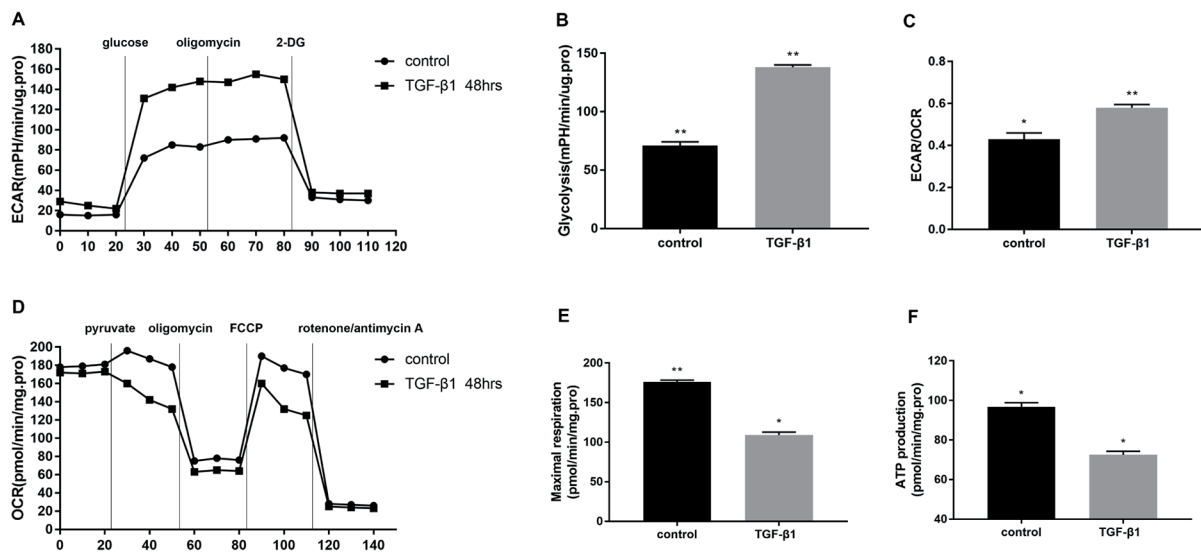 A
glucose oligomycin 2-DG
control
TGF-β1 48hrs
ECAR(mPH/min/ug.pro)
180
160
140
120
100
80
60
40
20
0
0 10 20 30 40 50 60 70 80 90 100 110 120
B
Glycolysis(mPH/min/ug.pro)
150
100
50
0
**
**
control TGF-β1
C
ECAR/OCR
0.8
0.6
0.4
0.2
0.0
*
**
control TGF-β1
D
pyruvate oligomycin FCCP rotenone/antimycin A
control
TGF-β1 48hrs
OCR(pmol/min/mg.pro)
200
180
160
140
120
100
80
60
40
20
0
0 20 40 60 80 100 120 140
E
Maximal respiration
(pmol/min/mg.pro)
200
150
100
50
0
**
*
control TGF-β1
F
ATP production
(pmol/min/mg.pro)
120
100
80
60
40
*
*
control TGF-β1